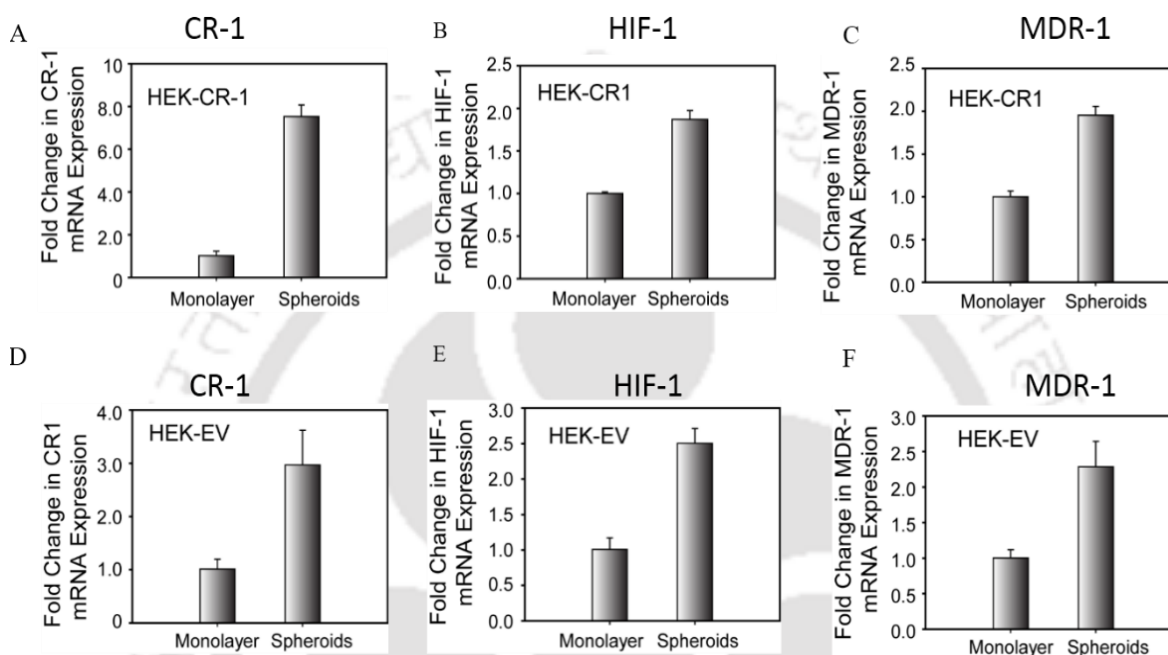 A
CR-1
Fold Change in CR-1
mRNA Expression
10
8.0
6.0
4.0
2.0
0
HEK-CR-1
Monolayer Spheroids
B
HIF-1
Fold Change in HIF-1
mRNA Expression
2.5
2.0
1.5
1.0
0.5
0.0
HEK-CR1
Monolayer Spheroids
C
MDR-1
Fold Change in MDR-1
mRNA Expression
2.5
2.0
1.5
1.0
0.5
0.0
HEK-CR1
Monolayer Spheroids
D
CR-1
Fold Change in CR1
mRNA Expression
4.0
3.0
2.0
1.0
0
HEK-EV
Monolayer Spheroids
E
HIF-1
Fold Change in HIF-1
mRNA Expression
3.0
2.5
2.0
1.5
1.0
0.5
0.0
HEK-EV
Monolayer Spheroids
F
MDR-1
Fold Change in MDR-1
mRNA Expression
3.0
2.5
2.0
1.5
1.0
0.5
0.0
HEK-EV
Monolayer Spheroids